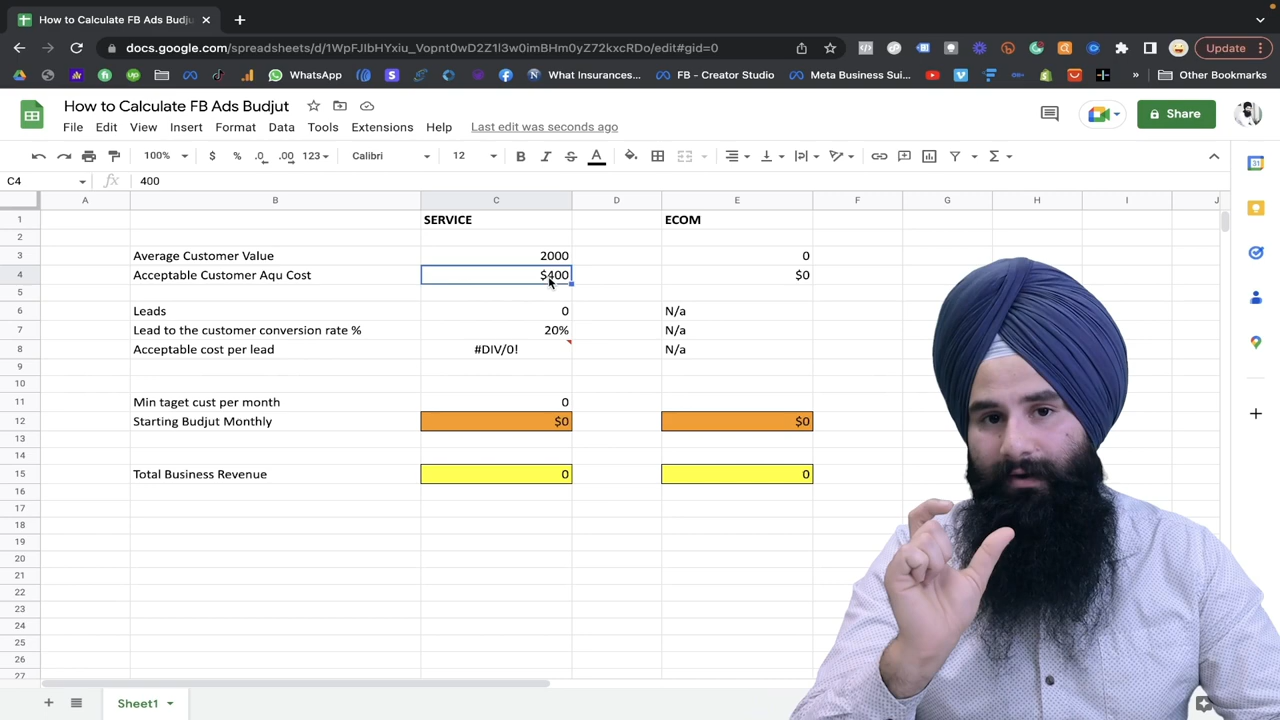 How to Calculate FB Ads Budju
docs.google.com/spreadsheets/d/1WpFJIbHYxiu_Vopnt0wD2Z1l3w0imBHm0yZ72kxcRDo/edit#gid=0
Update
WhatsApp
What Insurances...
FB - Creator Studio
Meta Business Sui...
»
Other Bookmarks
How to Calculate FB Ads Budjut
File Edit View Insert Format Data Tools Extensions Help Last edit was seconds ago
Share
100% $ % .0 .00 123 Calibri 12 B I S A
C4 fx 400
A B C D E F G H I J
1 SERVICE ECOM
2
3 Average Customer Value 2000 0
4 Acceptable Customer Aqu Cost $400 $0
5
6 Leads 0 N/a
7 Lead to the customer conversion rate % 20% N/a
8 Acceptable cost per lead #DIV/0! N/a
9
10
11 Min taget cust per month 0
12 Starting Budjut Monthly $0 $0
13
14
15 Total Business Revenue 0 0
16
17
18
19
20
21
22
23
24
25
26
27
Sheet1